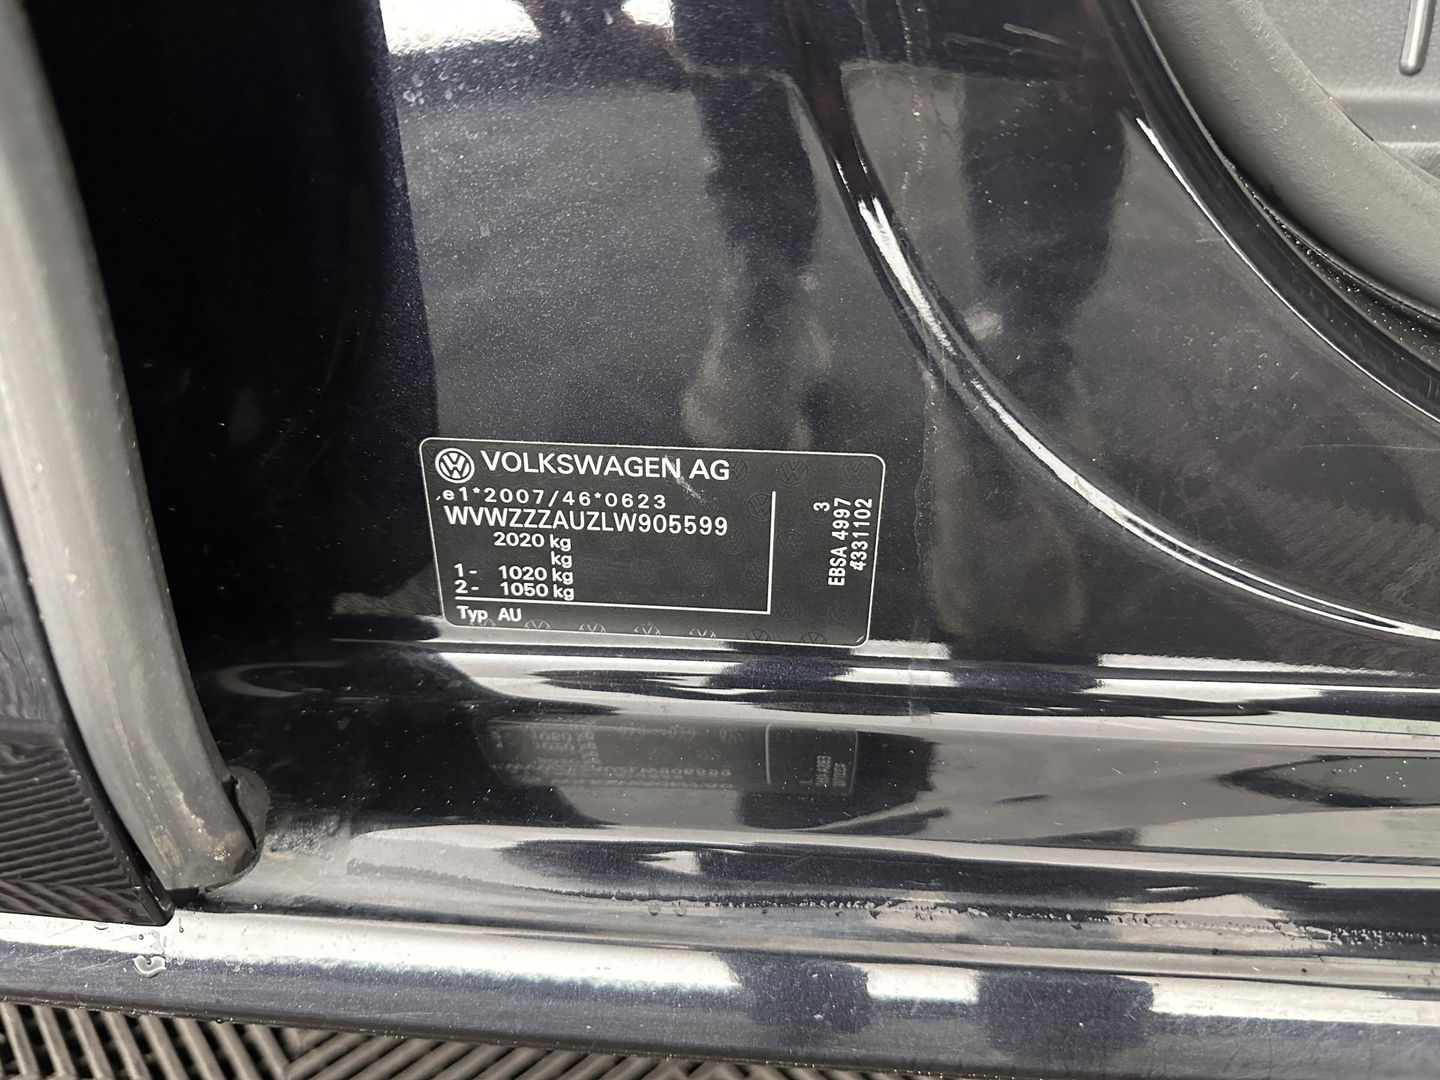 VOLKSWAGEN AG
e1*2007/46*0623
WVWZZZAUZLW905599
2020 kg
kg
1- 1020 kg
2- 1050 kg
Typ AU
3
EBSA 4997
4331102